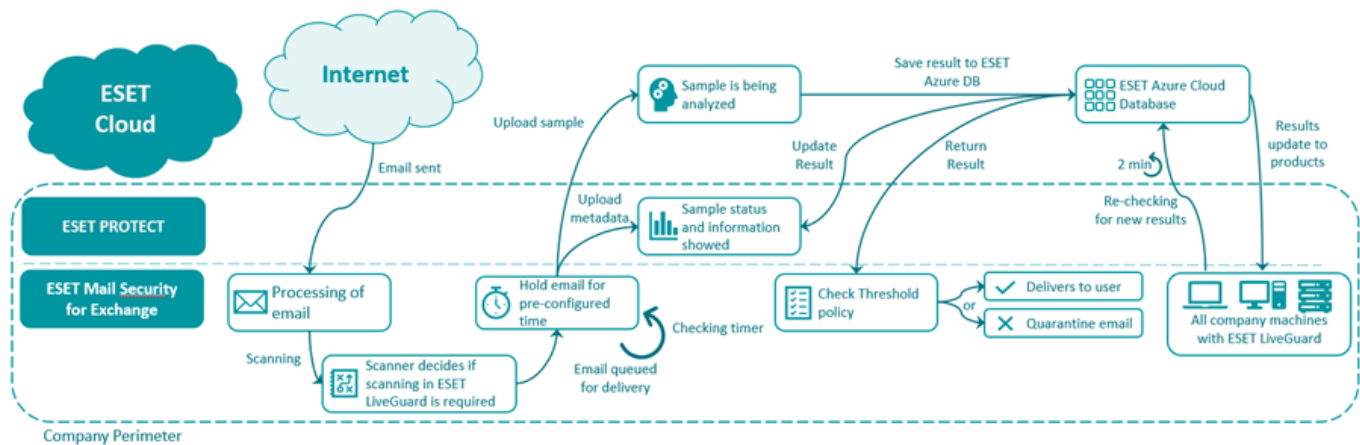 ESET
Cloud
Internet
Email sent
Upload sample
Sample is being
analyzed
Save result to ESET
Azure DB
ESET Azure Cloud
Database
Update
Result
Return
Result
2 min
Results
update to
products
Re-checking
for new results
ESET PROTECT
Upload
metadata
Sample status
and information
showed
ESET Mail Security
for Exchange
Processing of
email
Scanning
Scanner decides if
scanning in ESET
LiveGuard is required
Hold email for
pre-configured
time
Checking timer
Email queued
for delivery
Check Threshold
policy
Delivers to user
or
Quarantine email
All company machines
with ESET LiveGuard
Company Perimeter